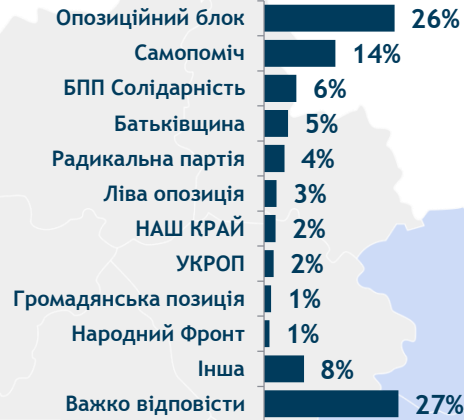 Опозиційний блок 26%
Самопоміч 14%
БПП Солідарність 6%
Батьківщина 5%
Радикальна партія 4%
Ліва опозиція 3%
НАШ КРАЙ 2%
УКРОП 2%
Громадянська позиція 1%
Народний Фронт 1%
Інша 8%
Важко відповісти 27%